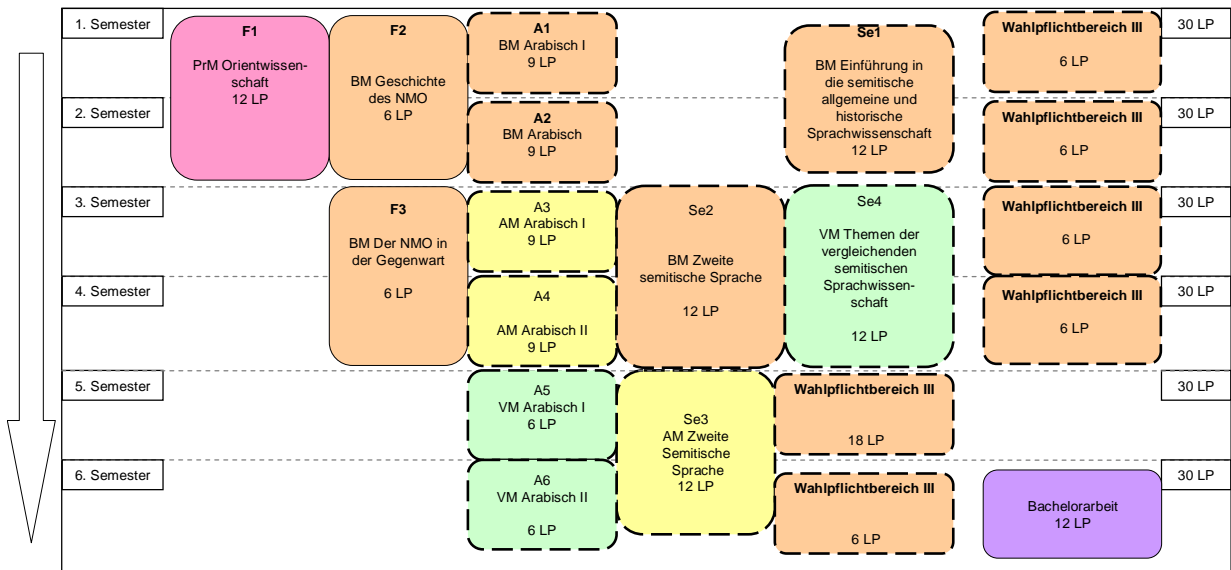 1. Semester
F1
PrM Orientwissen-
schaft
12 LP
F2
BM Geschichte
des NMO
6 LP
A1
BM Arabisch I
9 LP
Se1
BM Einführung in
die semitische
allgemeine und
historische
Sprachwissenschaft
12 LP
Wahlpflichtbereich III
6 LP
30 LP
2. Semester
A2
BM Arabisch
9 LP
Wahlpflichtbereich III
6 LP
30 LP
3. Semester
F3
BM Der NMO in
der Gegenwart
6 LP
A3
AM Arabisch I
9 LP
Se2
BM Zweite
semitische Sprache
12 LP
Se4
VM Themen der
vergleichenden
semitischen
Sprachwissen-
schaft
12 LP
Wahlpflichtbereich III
6 LP
30 LP
4. Semester
A4
AM Arabisch II
9 LP
Wahlpflichtbereich III
6 LP
30 LP
5. Semester
A5
VM Arabisch I
6 LP
Se3
AM Zweite
Semitische
Sprache
12 LP
Wahlpflichtbereich III
18 LP
30 LP
6. Semester
A6
VM Arabisch II
6 LP
Wahlpflichtbereich III
6 LP
Bachelorarbeit
12 LP
30 LP